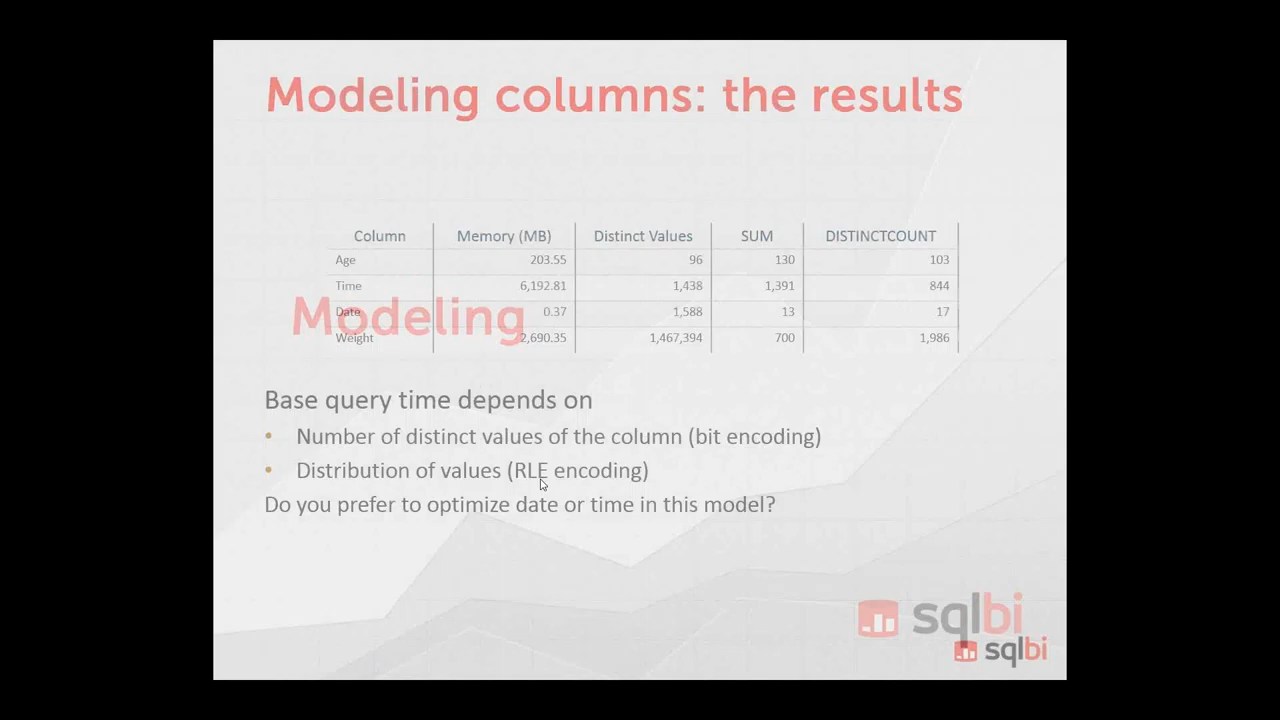 Modeling columns: the results
Column Memory (MB) Distinct Values SUM DISTINCTCOUNT
Age 203.55 96 130 103
Time 6,192.81 1,438 1,391 844
Modeling
Date 0.37 1,588 13 17
Weight 2,690.35 1,467,394 700 1,986
Base query time depends on
• Number of distinct values of the column (bit encoding)
• Distribution of values (RLE encoding)
Do you prefer to optimize date or time in this model?
sqlbi
sqlbi